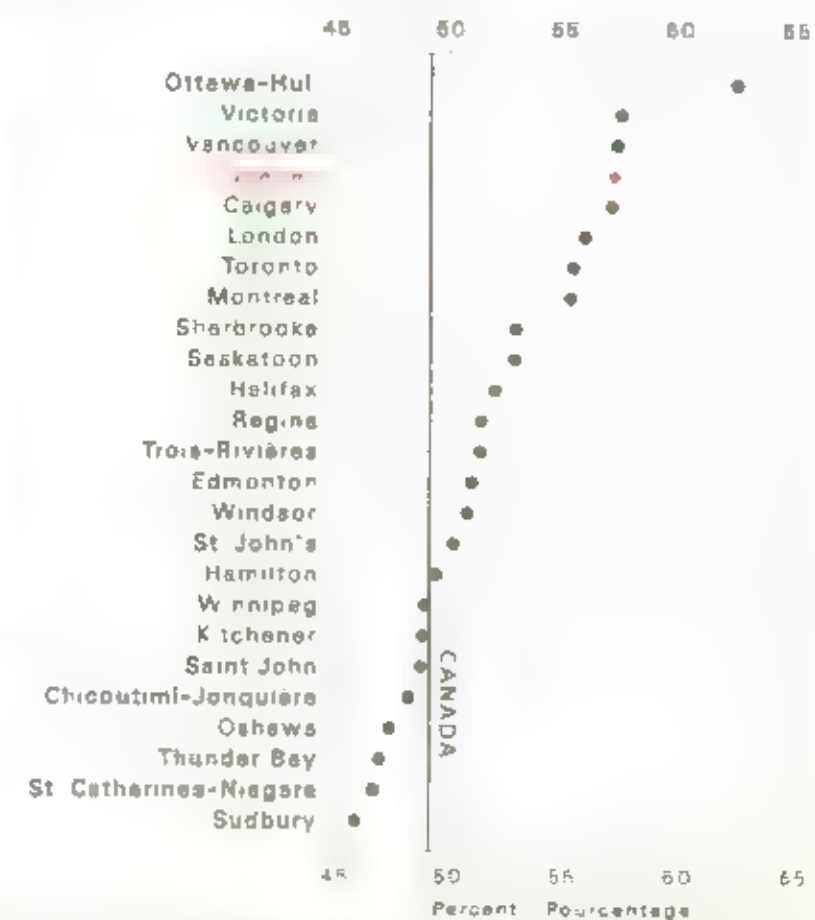 45 50 55 60 65
Ottawa-Hul
Victoria
Vancouver
Calgary
London
Toronto
Montreal
Sherbrooke
Saskatoon
Halifax
Regina
Trois-Rivières
Edmonton
Windsor
St John's
Hamilton
Winnipeg
Kitchener
Saint John
Chicoutimi-Jonquière
Oshawa
Thunder Bay
St Catharines-Niagara
Sudbury
CANADA
45 50 55 60 65
Percent Pourcentage